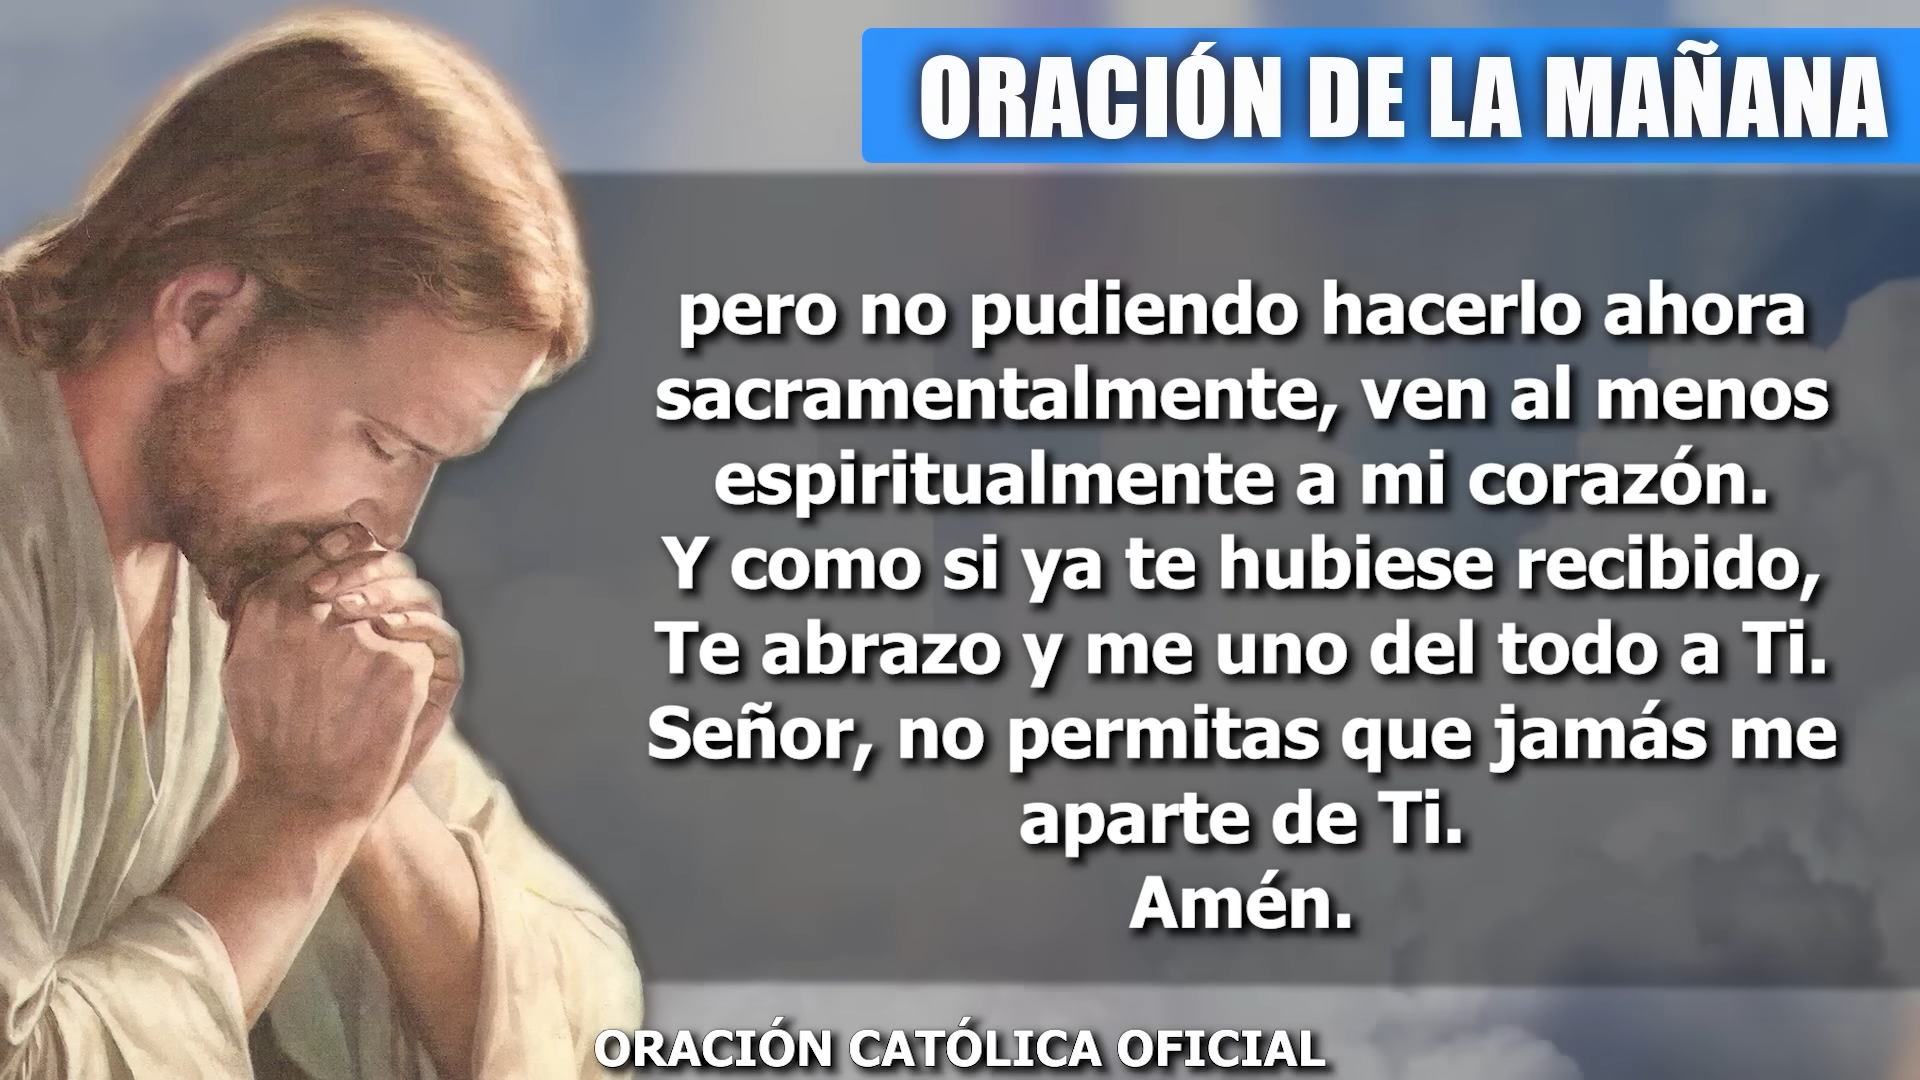 ORACIÓN DE LA MAÑANA
pero no pudiendo hacerlo ahora
sacramentalmente, ven al menos
espiritualmente a mi corazón.
Y como si ya te hubiese recibido,
Te abrazo y me uno del todo a Ti.
Señor, no permitas que jamás me
aparte de Ti.
Amén.
ORACIÓN CATÓLICA OFICIAL